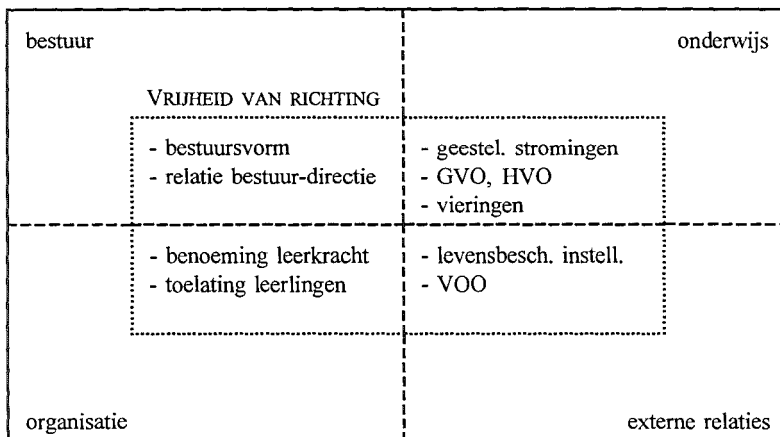 bestuur
onderwijs
VRIJHEID VAN RICHTING
- bestuursvorm
- relatie bestuur-directie
- geestel. stromingen
- GVO, HVO
- vieringen
- benoeming leerkracht
- toelating leerlingen
- levensbesch. instell.
- VOO
organisatie
externe relaties